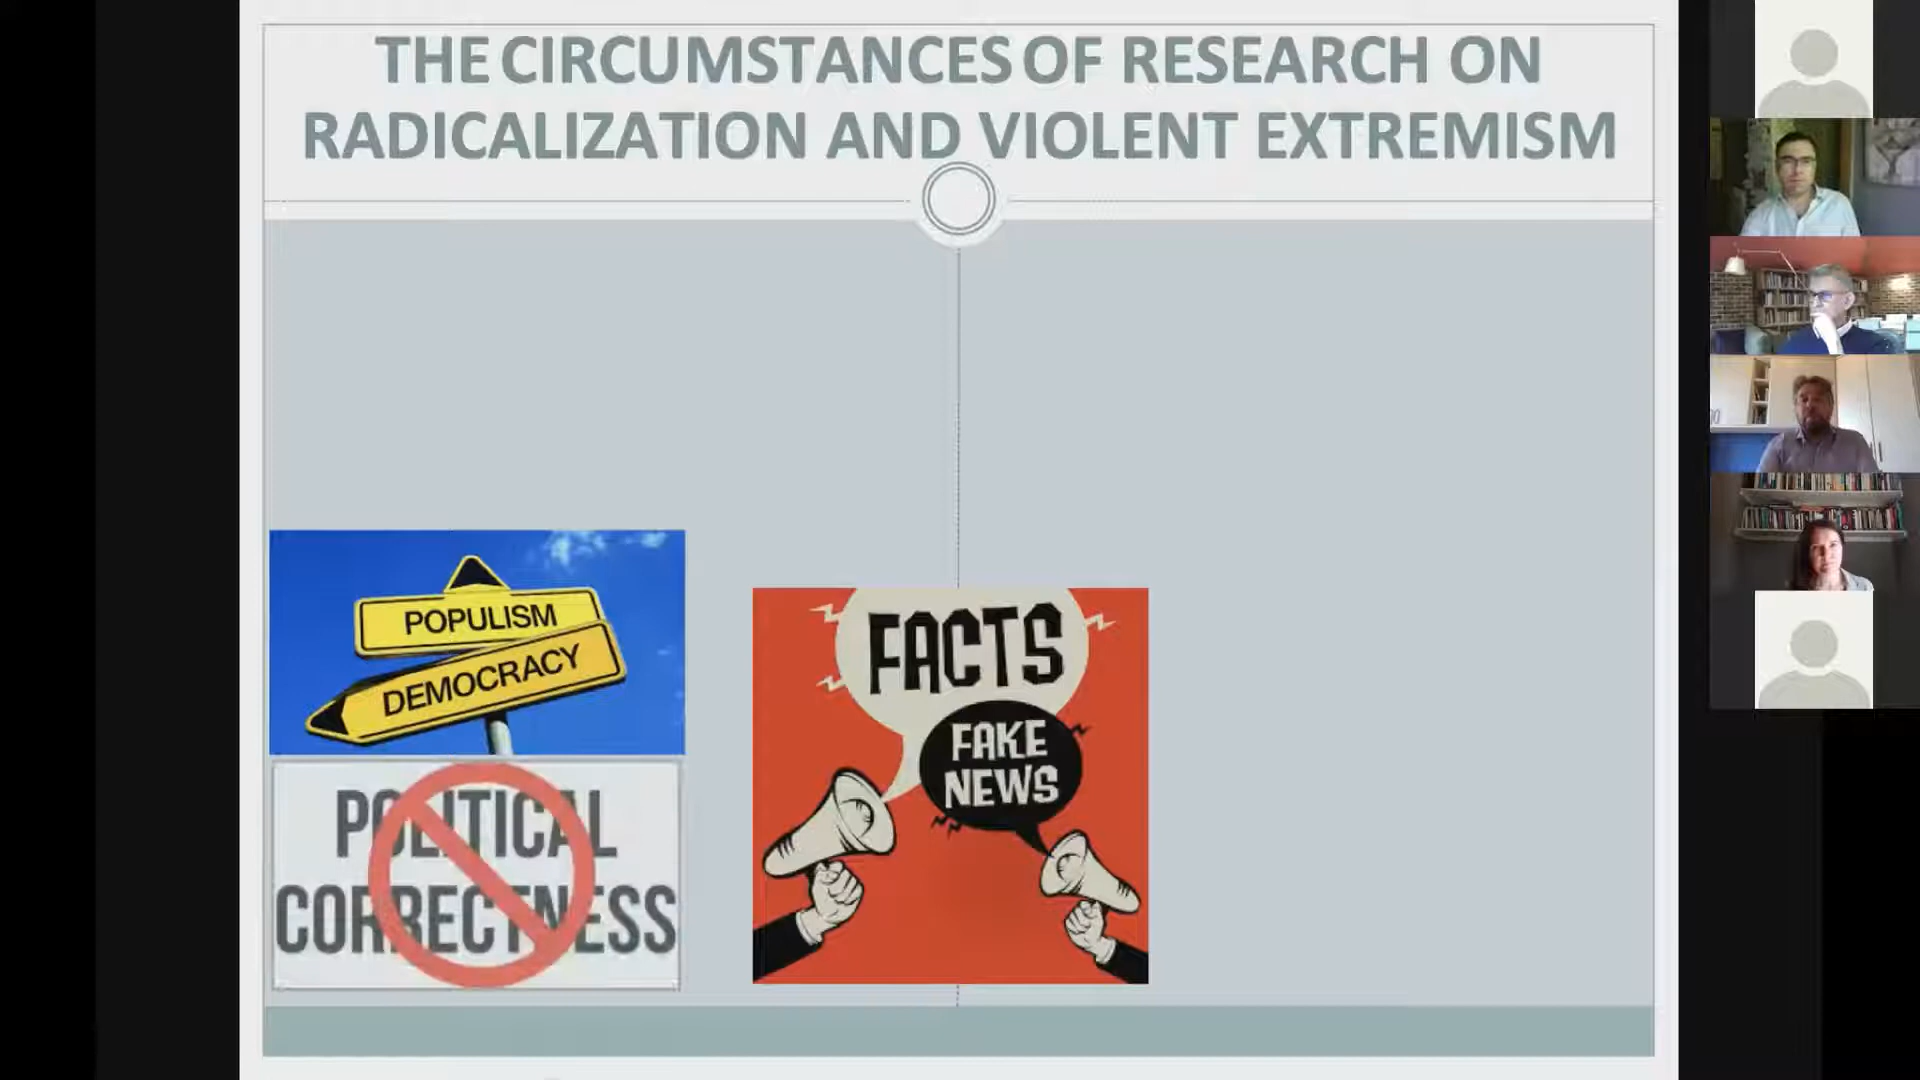 THE CIRCUMSTANCES OF RESEARCH ON
RADICALIZATION AND VIOLENT EXTREMISM
POPULISM
DEMOCRACY
POLITICAL
CORRECTNESS
FACTS
FAKE
NEWS